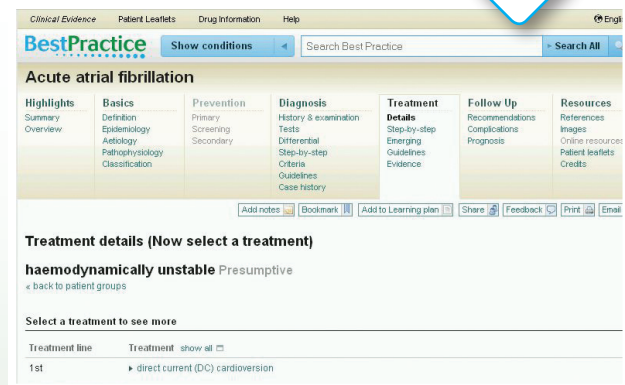 Clinical Evidence Patient Leaflets Drug Information Help
BestPractice Show conditions Search Best Practice Search All
Acute atrial fibrillation
Highlights Basics Prevention Diagnosis Treatment Follow Up Resources
Summary Definition Primary History & examination Details Recommendations References
Overview Epidemiology Screening Tests Step-by-step Complications Images
Aetiology Secondary Differential Emerging Prognosis Online resources
Pathophysiology Step-by-step Guidelines Patient leaflets
Classification Criteria Evidence Credits
Guidelines
Case history
Add notes Bookmark Add to Learning plan Share Feedback Print Email
Treatment details (Now select a treatment)
haemodynamically unstable Presumptive
« back to patient groups
Select a treatment to see more
Treatment line Treatment show all
1st direct current (DC) cardioversion